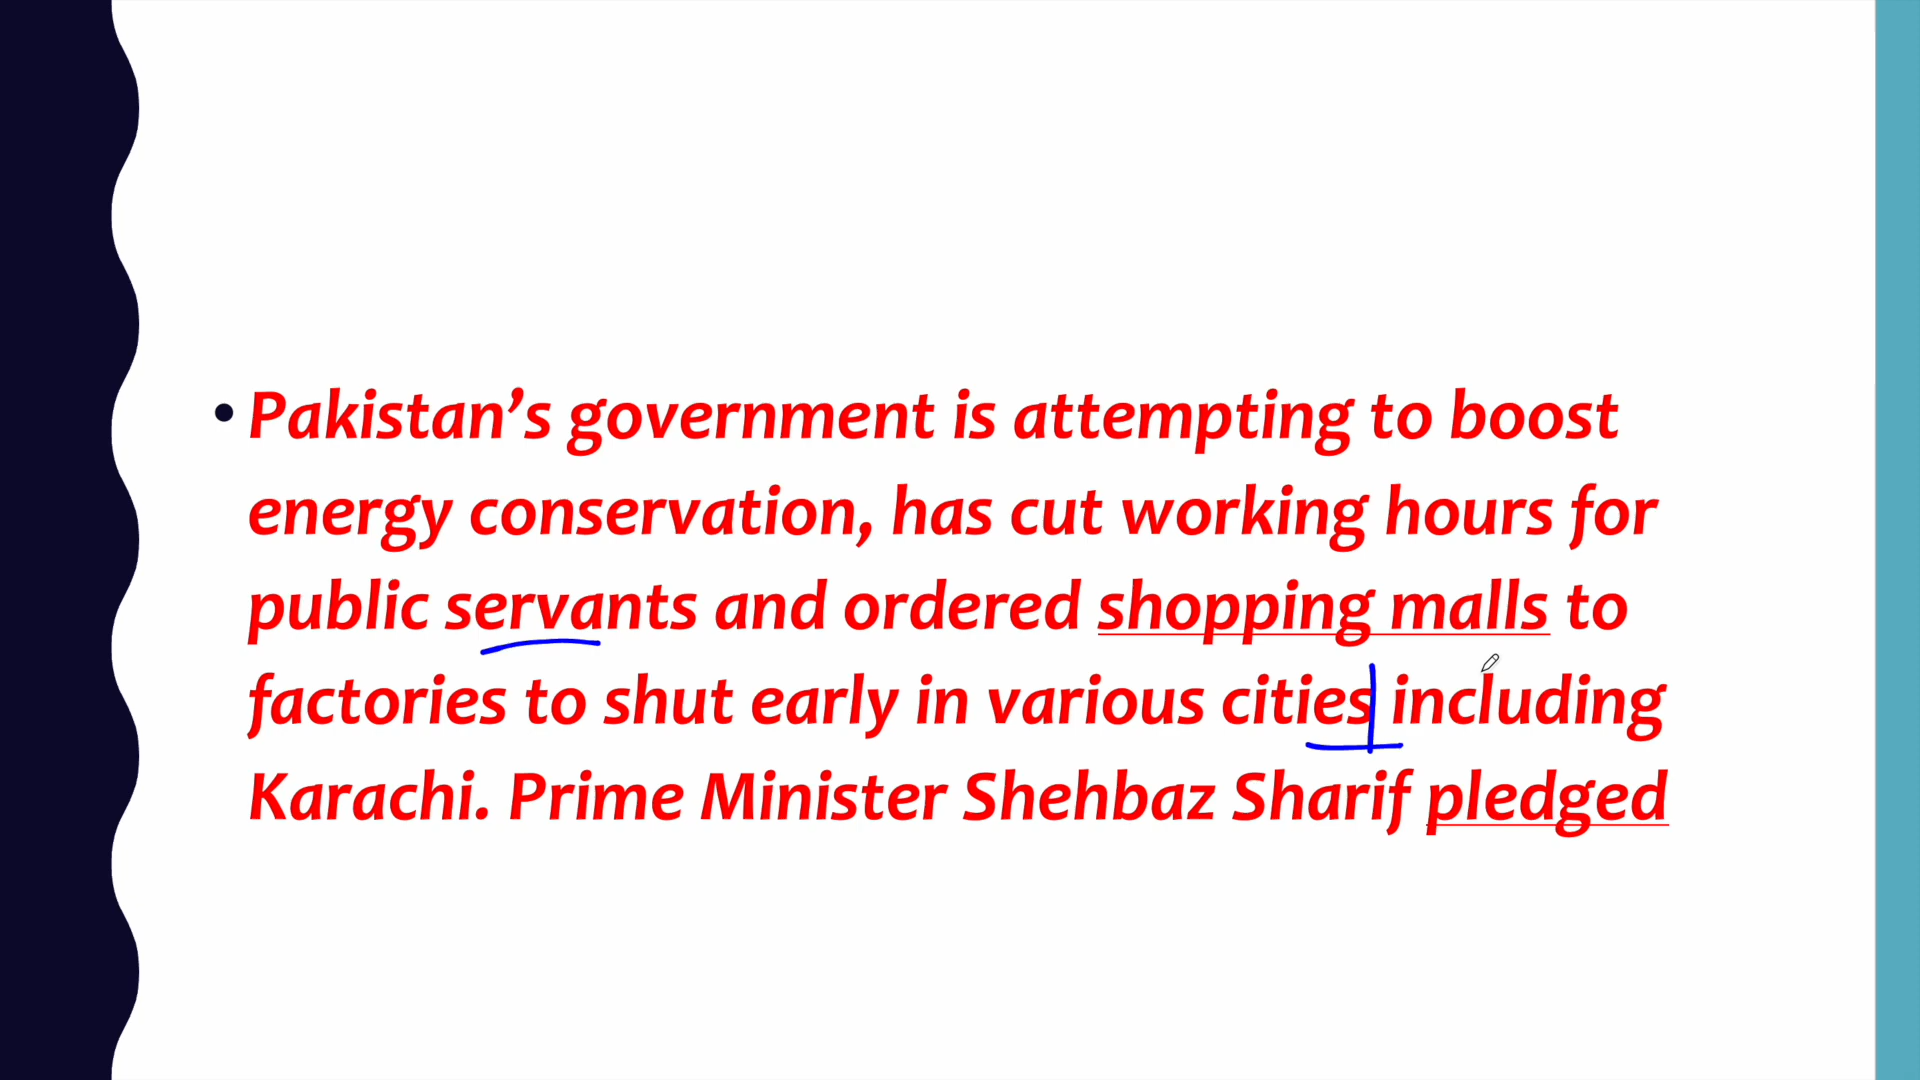 • Pakistan’s government is attempting to boost
energy conservation, has cut working hours for
public servants and ordered shopping malls to
factories to shut early in various cities including
Karachi. Prime Minister Shehbaz Sharif pledged